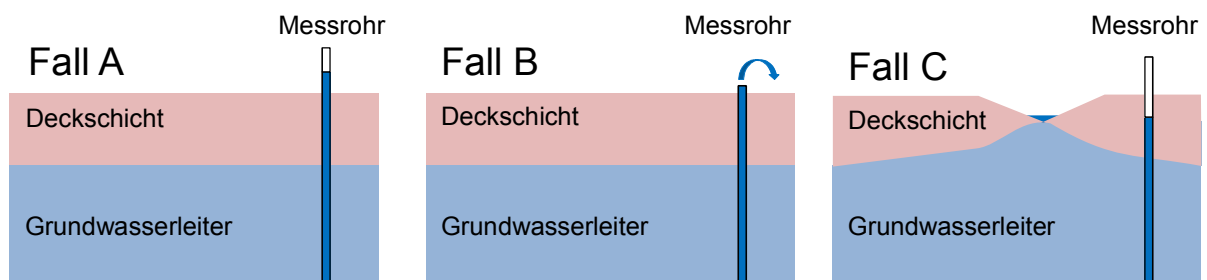 Messrohr
Fall A
Deckschicht
Grundwasserleiter
Messrohr
Fall B
Deckschicht
Grundwasserleiter
Messrohr
Fall C
Deckschicht
Grundwasserleiter